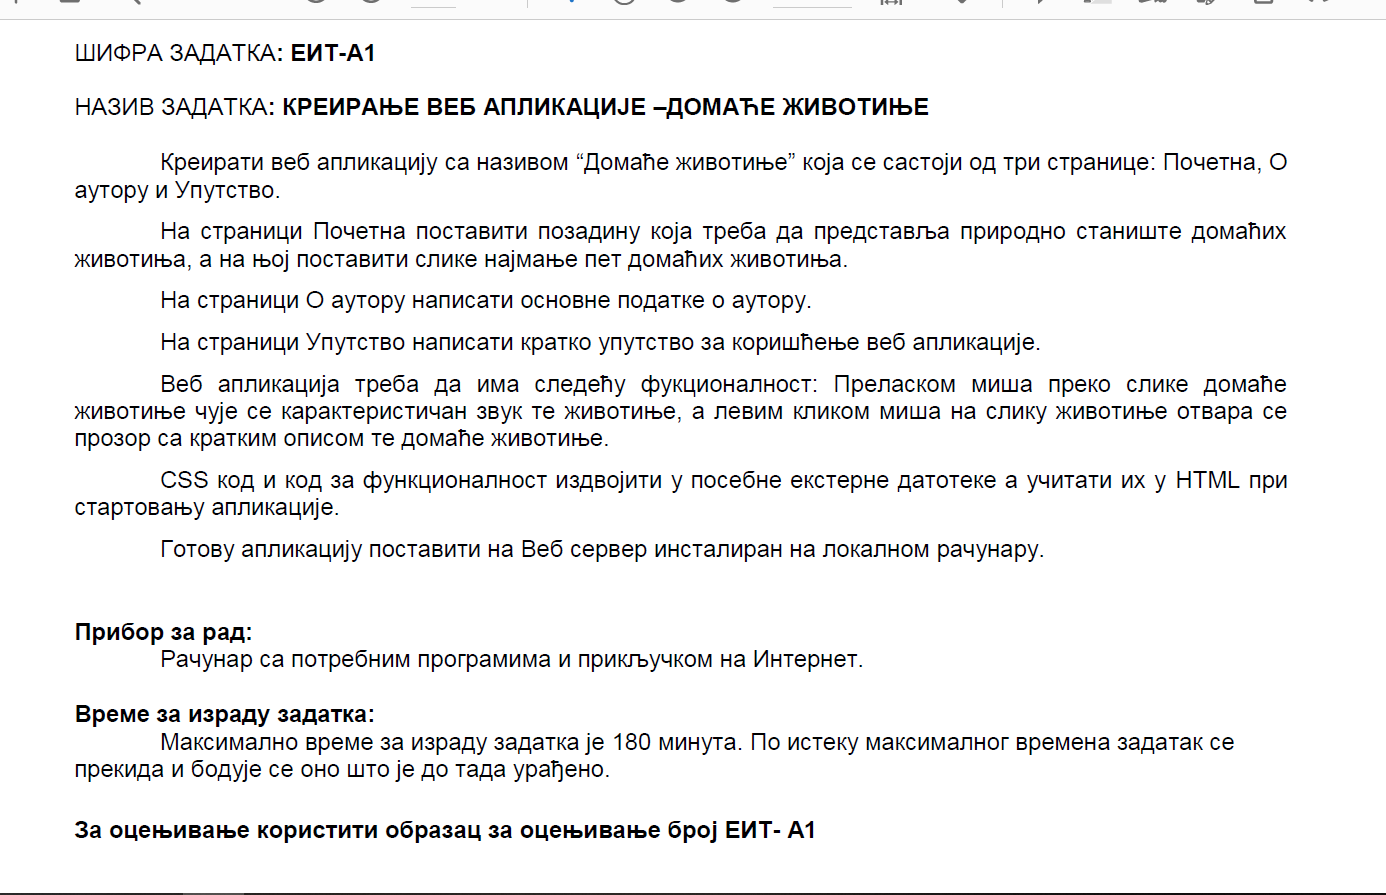 ШИФРА ЗАДАТКА: ЕИТ-А1
НАЗИВ ЗАДАТКА: КРЕИРАЊЕ ВЕБ АПЛИКАЦИЈЕ –ДОМАЋЕ ЖИВОТИЊЕ
Креирати веб апликацију са називом “Домаће животиње” која се састоји од три странице: Почетна, О
аутору и Упутство.
На страници Почетна поставити позадину која треба да представља природно станиште домаћих
животиња, а на њој поставити слике најмање пет домаћих животиња.
На страници О аутору написати основне податке о аутору.
На страници Упутство написати кратко упутство за коришћење веб апликације.
Веб апликација треба да има следећу фукционалност: Преласком миша преко слике домаће
животиње чује се карактеристичан звук те животиње, а левим кликом миша на слику животиње отвара се
прозор са кратким описом те домаће животиње.
CSS код и код за функционалност издвојити у посебне екстерне датотеке а учитати их у HTML при
стартовању апликације.
Готову апликацију поставити на Веб сервер инсталиран на локалном рачунару.
Прибор за рад:
Рачунар са потребним програмима и прикључком на Интернет.
Време за израду задатка:
Максимално време за израду задатка је 180 минута. По истеку максималног времена задатак се
прекида и бодује се оно што је до тада урађено.
За оцењивање користити образац за оцењивање број ЕИТ- А1